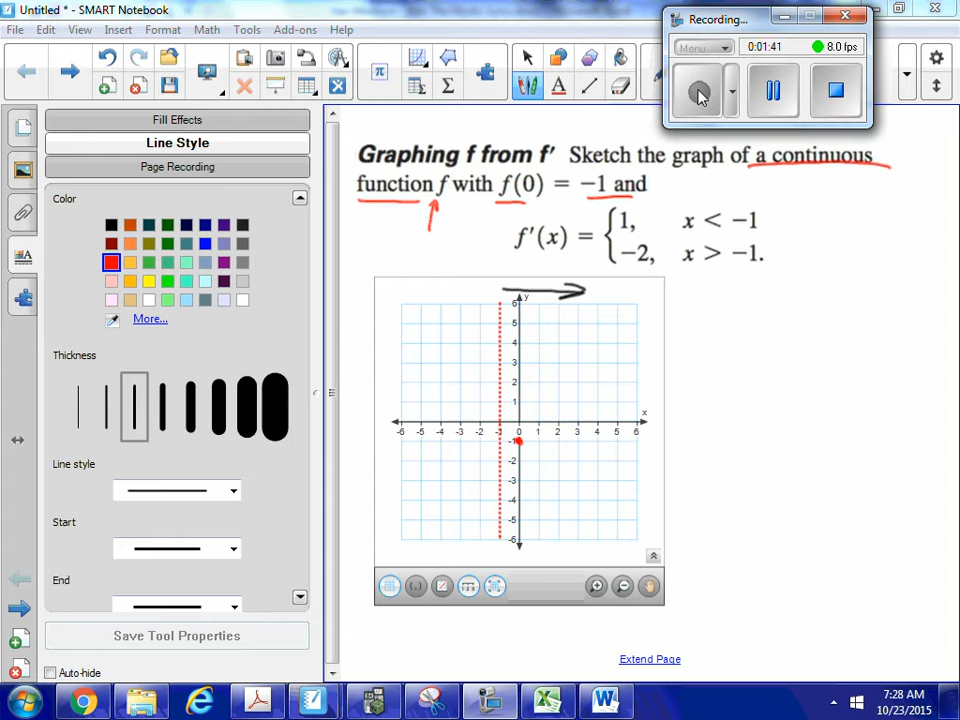 Untitled * - SMART Notebook
File Edit View Insert Format Math Tools Add-ons Help
Recording...
Menu
0:01:41
8.0 fps
π
Σ
A
Fill Effects
Line Style
Page Recording
Color
More...
Thickness
Line style
Start
End
Save Tool Properties
Auto-hide
Graphing f from f′ Sketch the graph of a continuous
function f with f(0) = −1 and
f′(x) = { 1, x < −1
−2, x > −1.
y
x
6
5
4
3
2
1
-6 -5 -4 -3 -2 -1 0 1 2 3 4 5 6
-1
-2
-3
-4
-5
-6
Extend Page
7:28 AM
10/23/2015